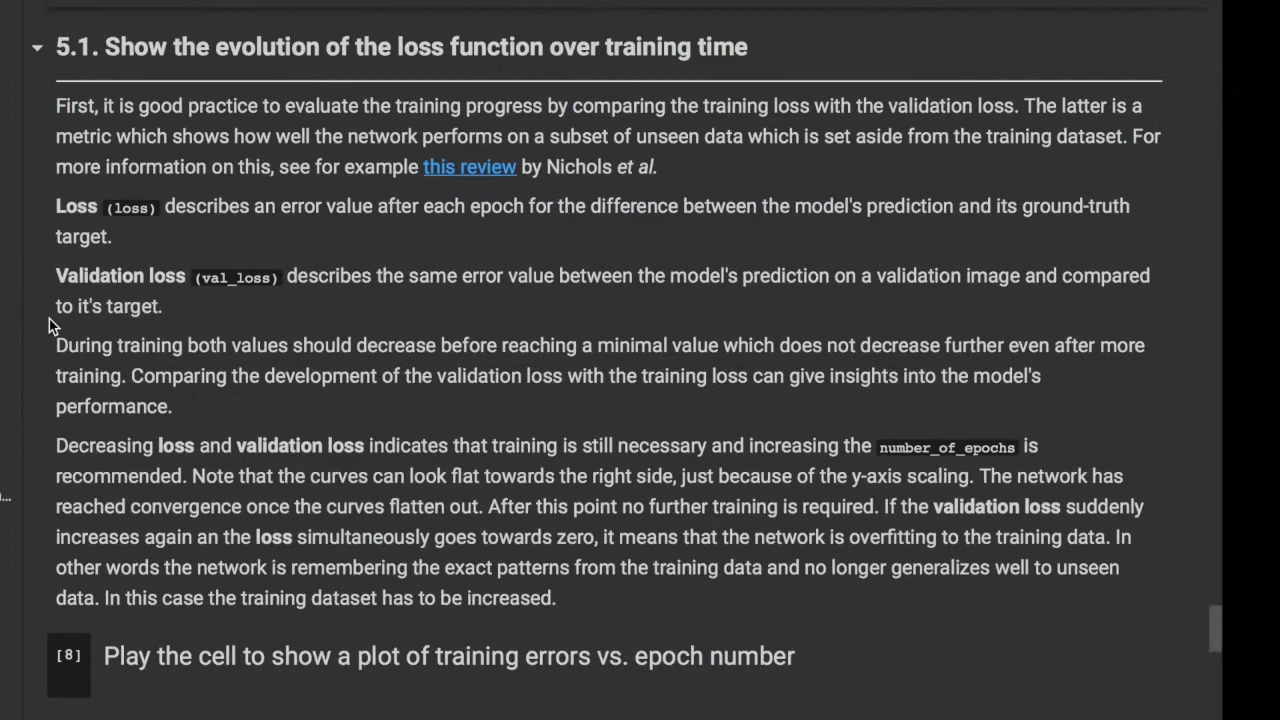 5.1. Show the evolution of the loss function over training time
First, it is good practice to evaluate the training progress by comparing the training loss with the validation loss. The latter is a
metric which shows how well the network performs on a subset of unseen data which is set aside from the training dataset. For
more information on this, see for example this review by Nichols et al.
Loss (loss) describes an error value after each epoch for the difference between the model's prediction and its ground-truth
target.
Validation loss (val_loss) describes the same error value between the model's prediction on a validation image and compared
to it's target.
During training both values should decrease before reaching a minimal value which does not decrease further even after more
training. Comparing the development of the validation loss with the training loss can give insights into the model's
performance.
Decreasing loss and validation loss indicates that training is still necessary and increasing the number_of_epochs is
recommended. Note that the curves can look flat towards the right side, just because of the y-axis scaling. The network has
reached convergence once the curves flatten out. After this point no further training is required. If the validation loss suddenly
increases again an the loss simultaneously goes towards zero, it means that the network is overfitting to the training data. In
other words the network is remembering the exact patterns from the training data and no longer generalizes well to unseen
data. In this case the training dataset has to be increased.
[8] Play the cell to show a plot of training errors vs. epoch number